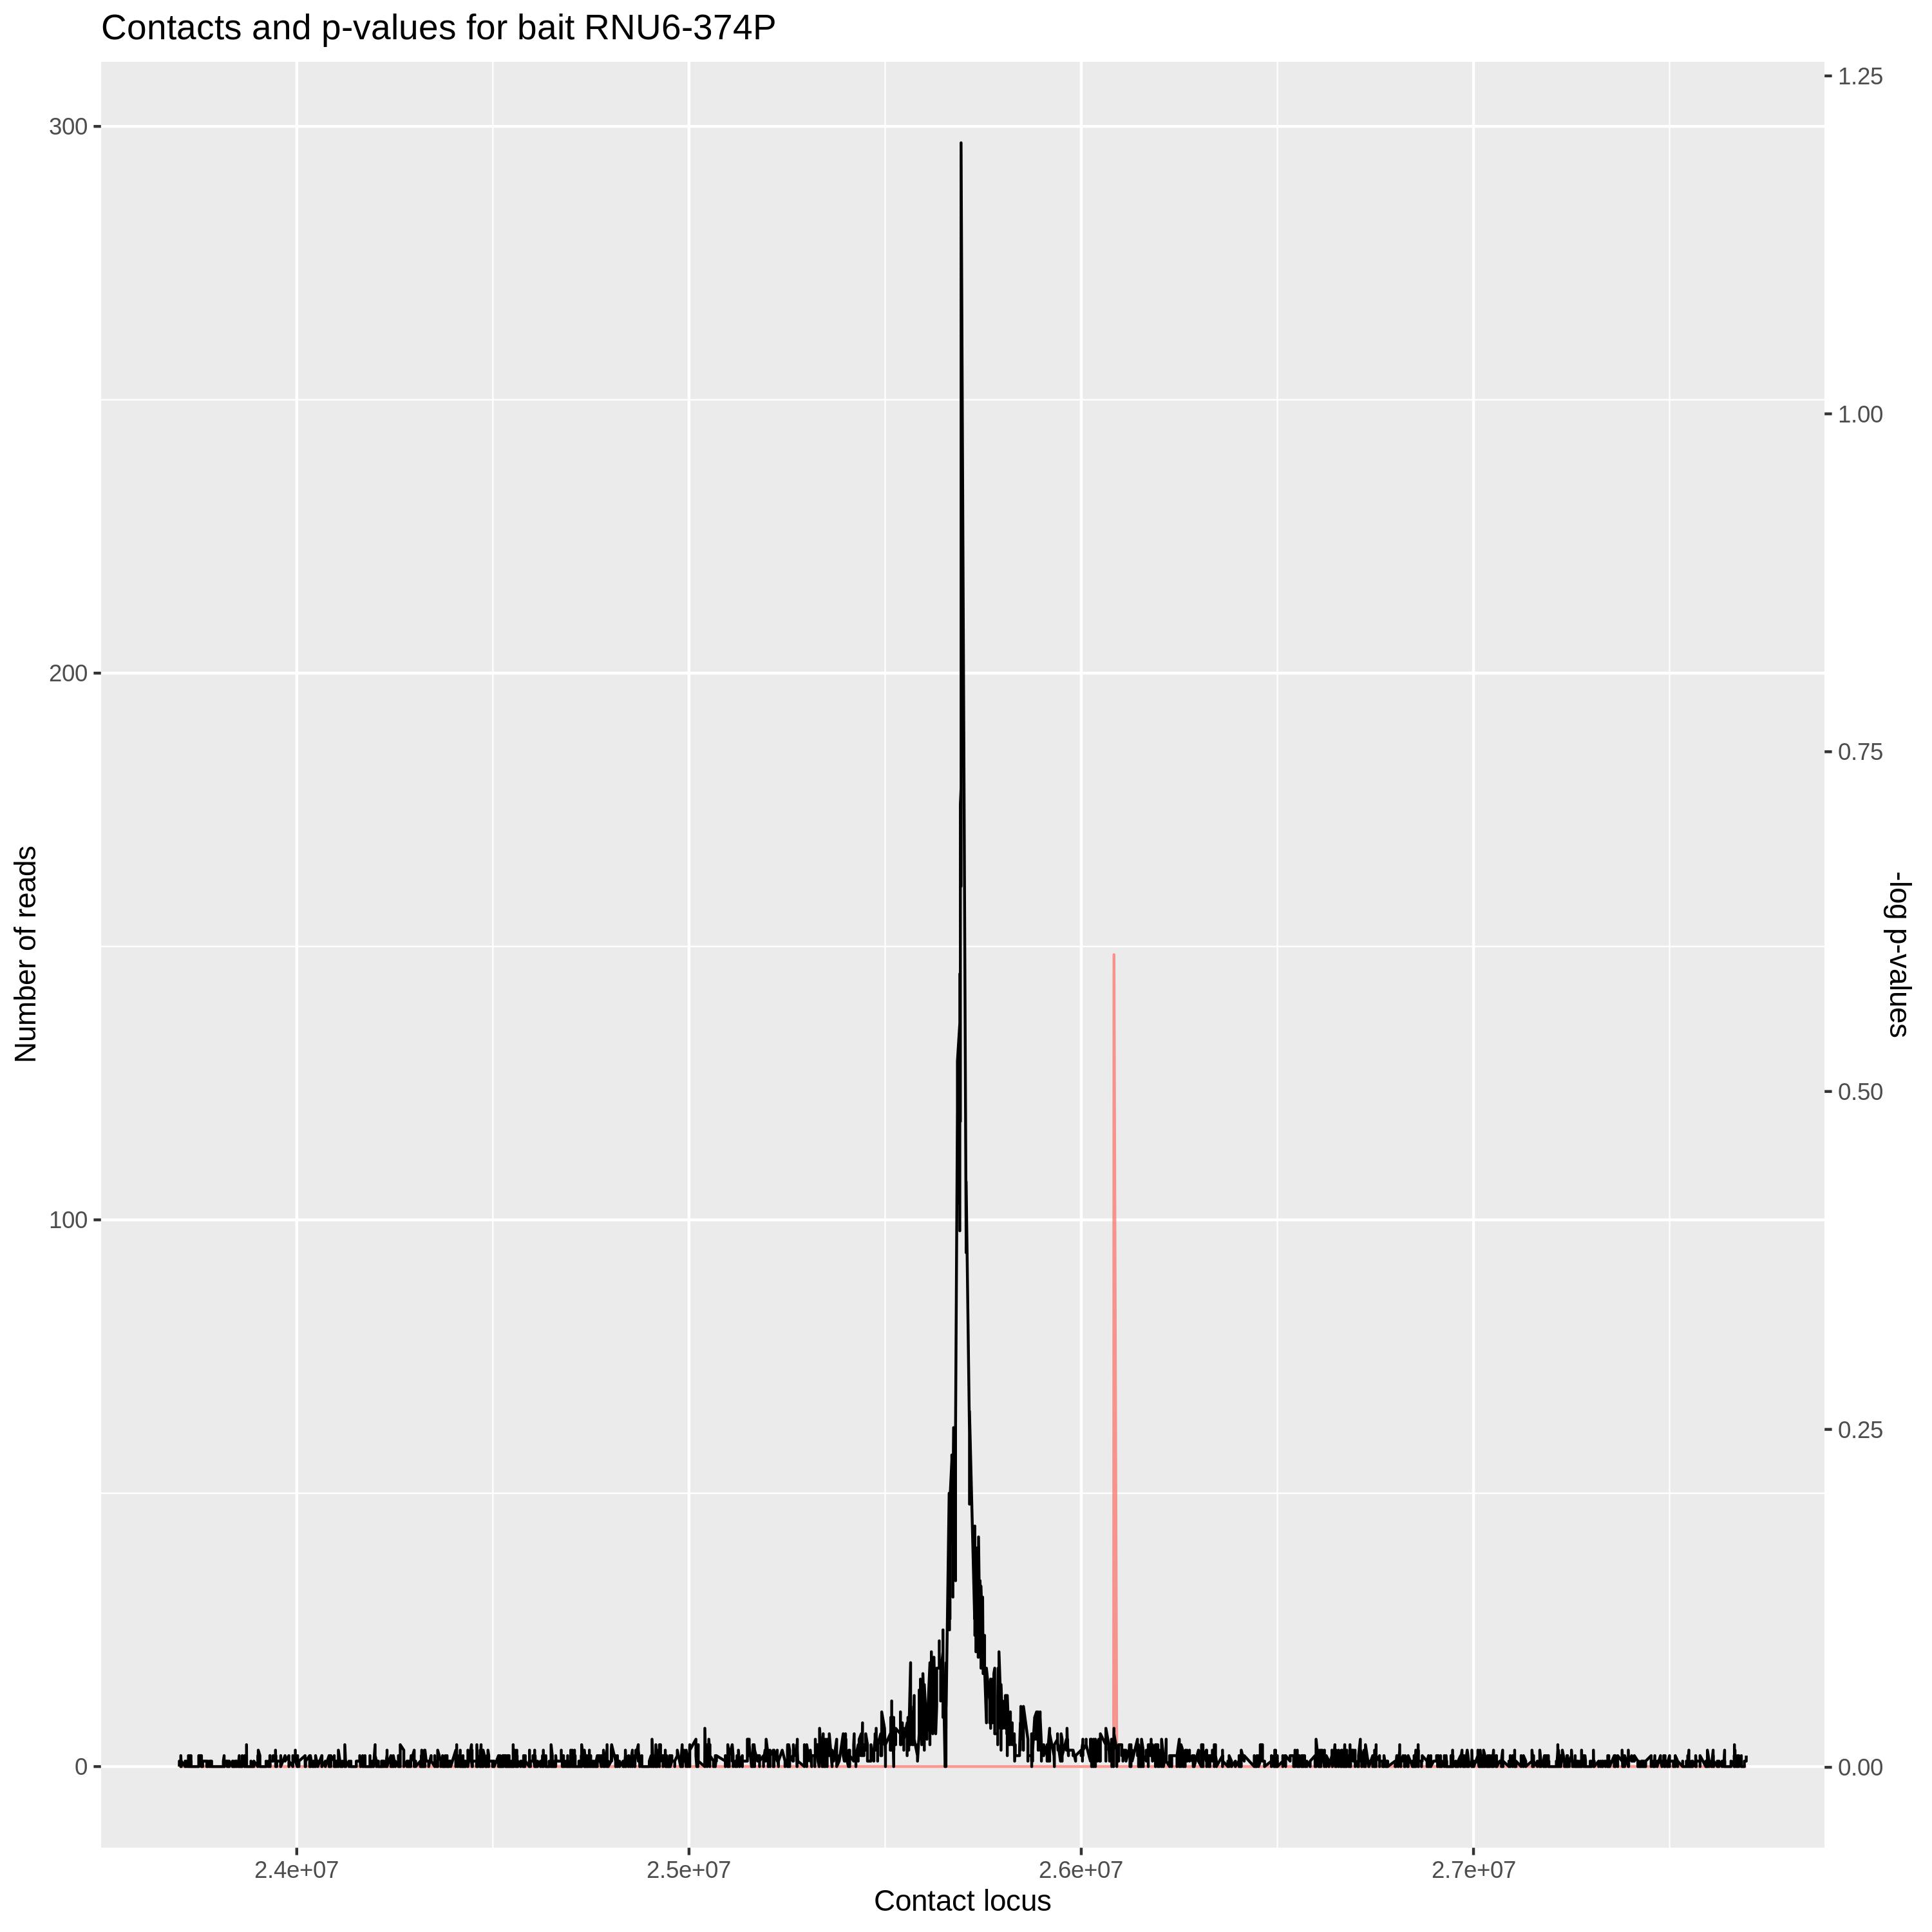 Contacts and p-values for bait RNU6-374P
300
200
100
0
Number of reads
1.25
1.00
0.75
0.50
0.25
0.00
-log p-values
2.4e+07
2.5e+07
2.6e+07
2.7e+07
Contact locus